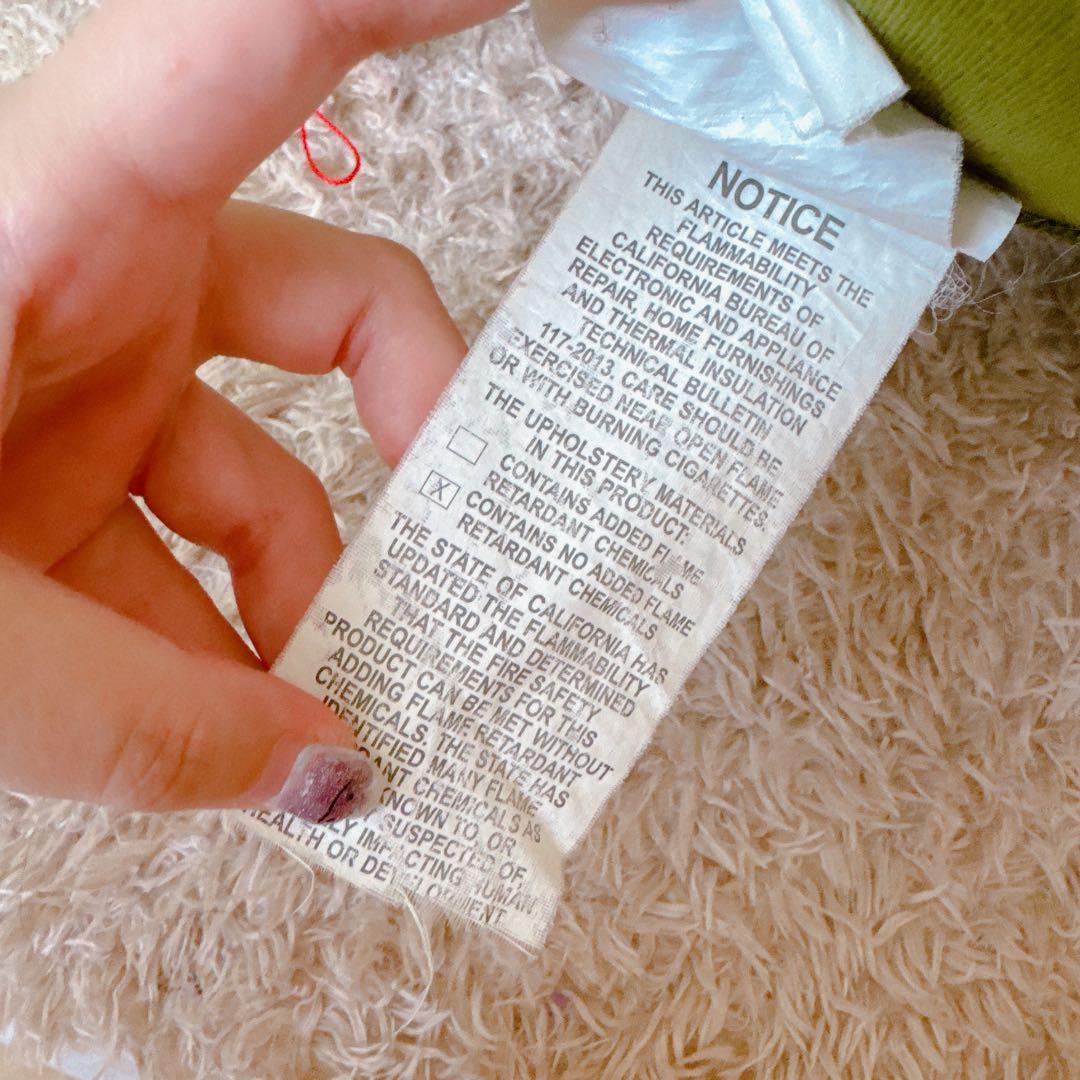 NOTICE
THIS ARTICLE MEETS THE
FLAMMABILITY
REQUIREMENTS OF
CALIFORNIA BUREAU OF
ELECTRONIC AND APPLIANCE
REPAIR, HOME FURNISHINGS
AND THERMAL INSULATION
TECHNICAL BULLETIN
117-2013. CARE SHOULD BE
EXERCISED NEAR OPEN FLAME
OR WITH BURNING CIGARETTES.
THE UPHOLSTERY MATERIALS
IN THIS PRODUCT:
CONTAINS ADDED FLAME
RETARDANT CHEMICALS
X CONTAINS NO ADDED FLAME
RETARDANT CHEMICALS
THE STATE OF CALIFORNIA HAS
UPDATED THE FLAMMABILITY
STANDARD AND DETERMINED
THAT THE FIRE SAFETY
REQUIREMENTS FOR THIS
PRODUCT CAN BE MET WITHOUT
ADDING FLAME RETARDANT
CHEMICALS. THE STATE HAS
IDENTIFIED MANY FLAME
CHEMICALS AS
KNOWN TO, OR
SUSPECTED OF,
IMPACTING HUMAN
HEALTH OR DEVELOPMENT